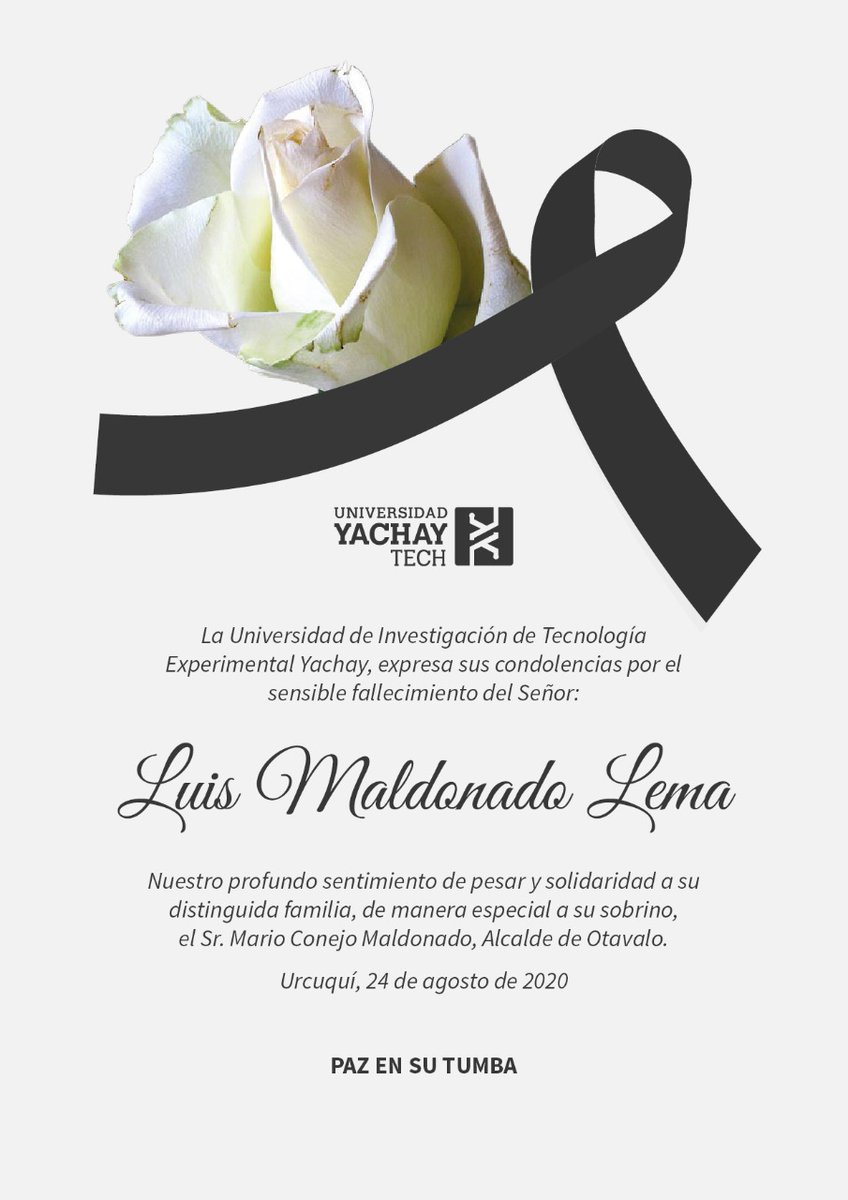 UNIVERSIDAD
YACHAY
TECH
La Universidad de Investigación de Tecnología
Experimental Yachay, expresa sus condolencias por el
sensible fallecimiento del Señor:
Luis Maldonado Lema
Nuestro profundo sentimiento de pesar y solidaridad a su
distinguida familia, de manera especial a su sobrino,
el Sr. Mario Conejo Maldonado, Alcalde de Otavalo.
Urcuquí, 24 de agosto de 2020
PAZ EN SU TUMBA